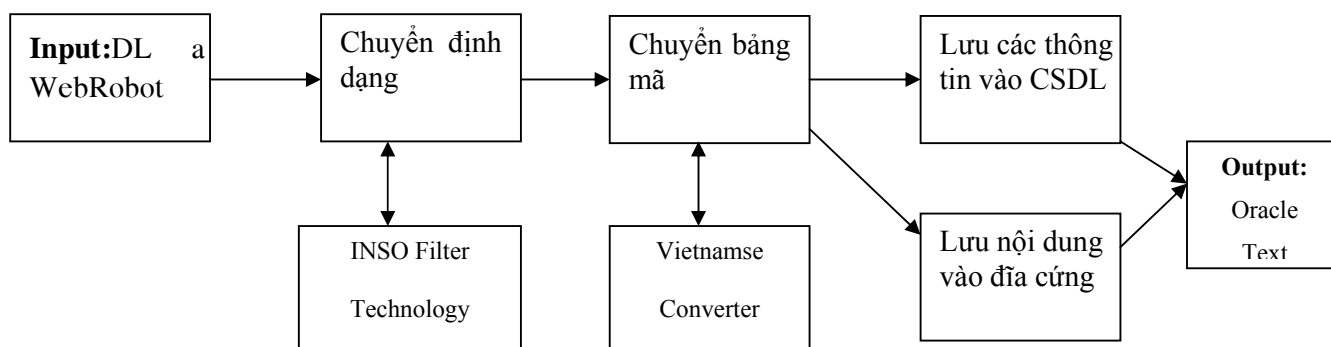 Input:DL a
WebRobot
Chuyển định
dạng
Chuyển bảng
mã
Lưu các thông
tin vào CSDL
Output:
Oracle
Text
INSO Filter
Technology
Vietnamse
Converter
Lưu nội dung
vào đĩa cứng